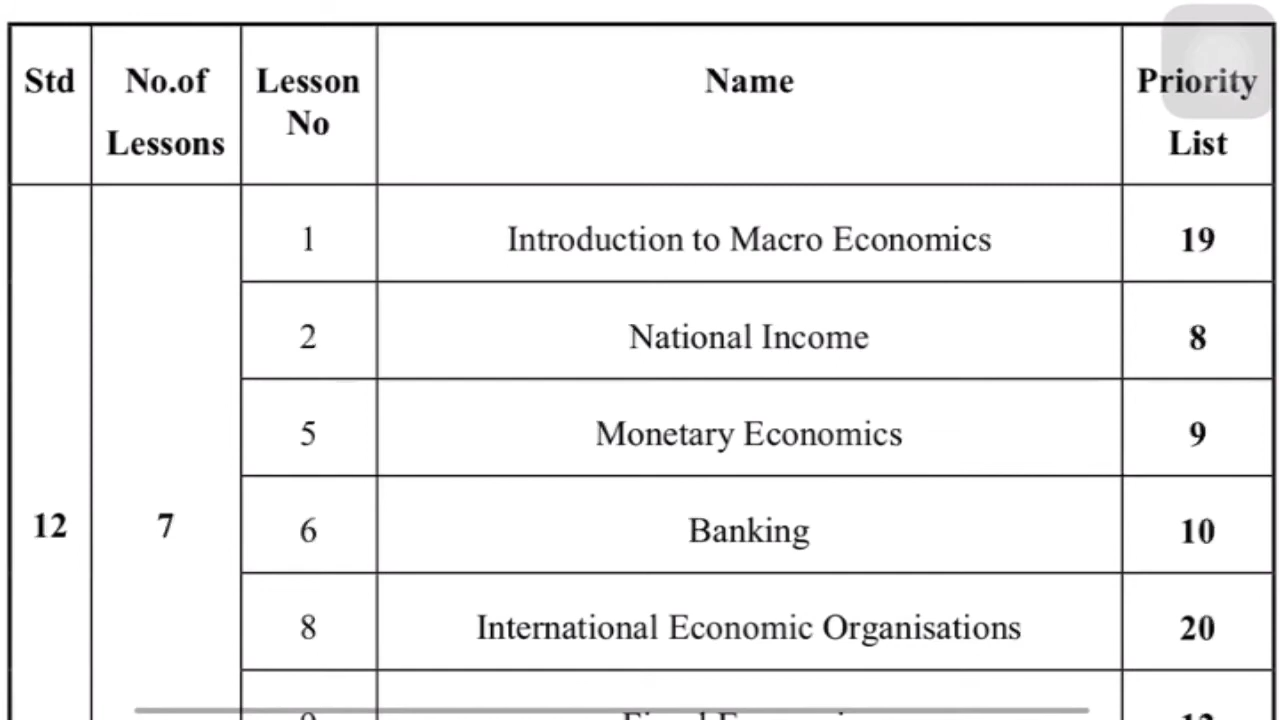 Std No.of Lessons Lesson No Name Priority List
1 Introduction to Macro Economics 19
2 National Income 8
5 Monetary Economics 9
12 7 6 Banking 10
8 International Economic Organisations 20